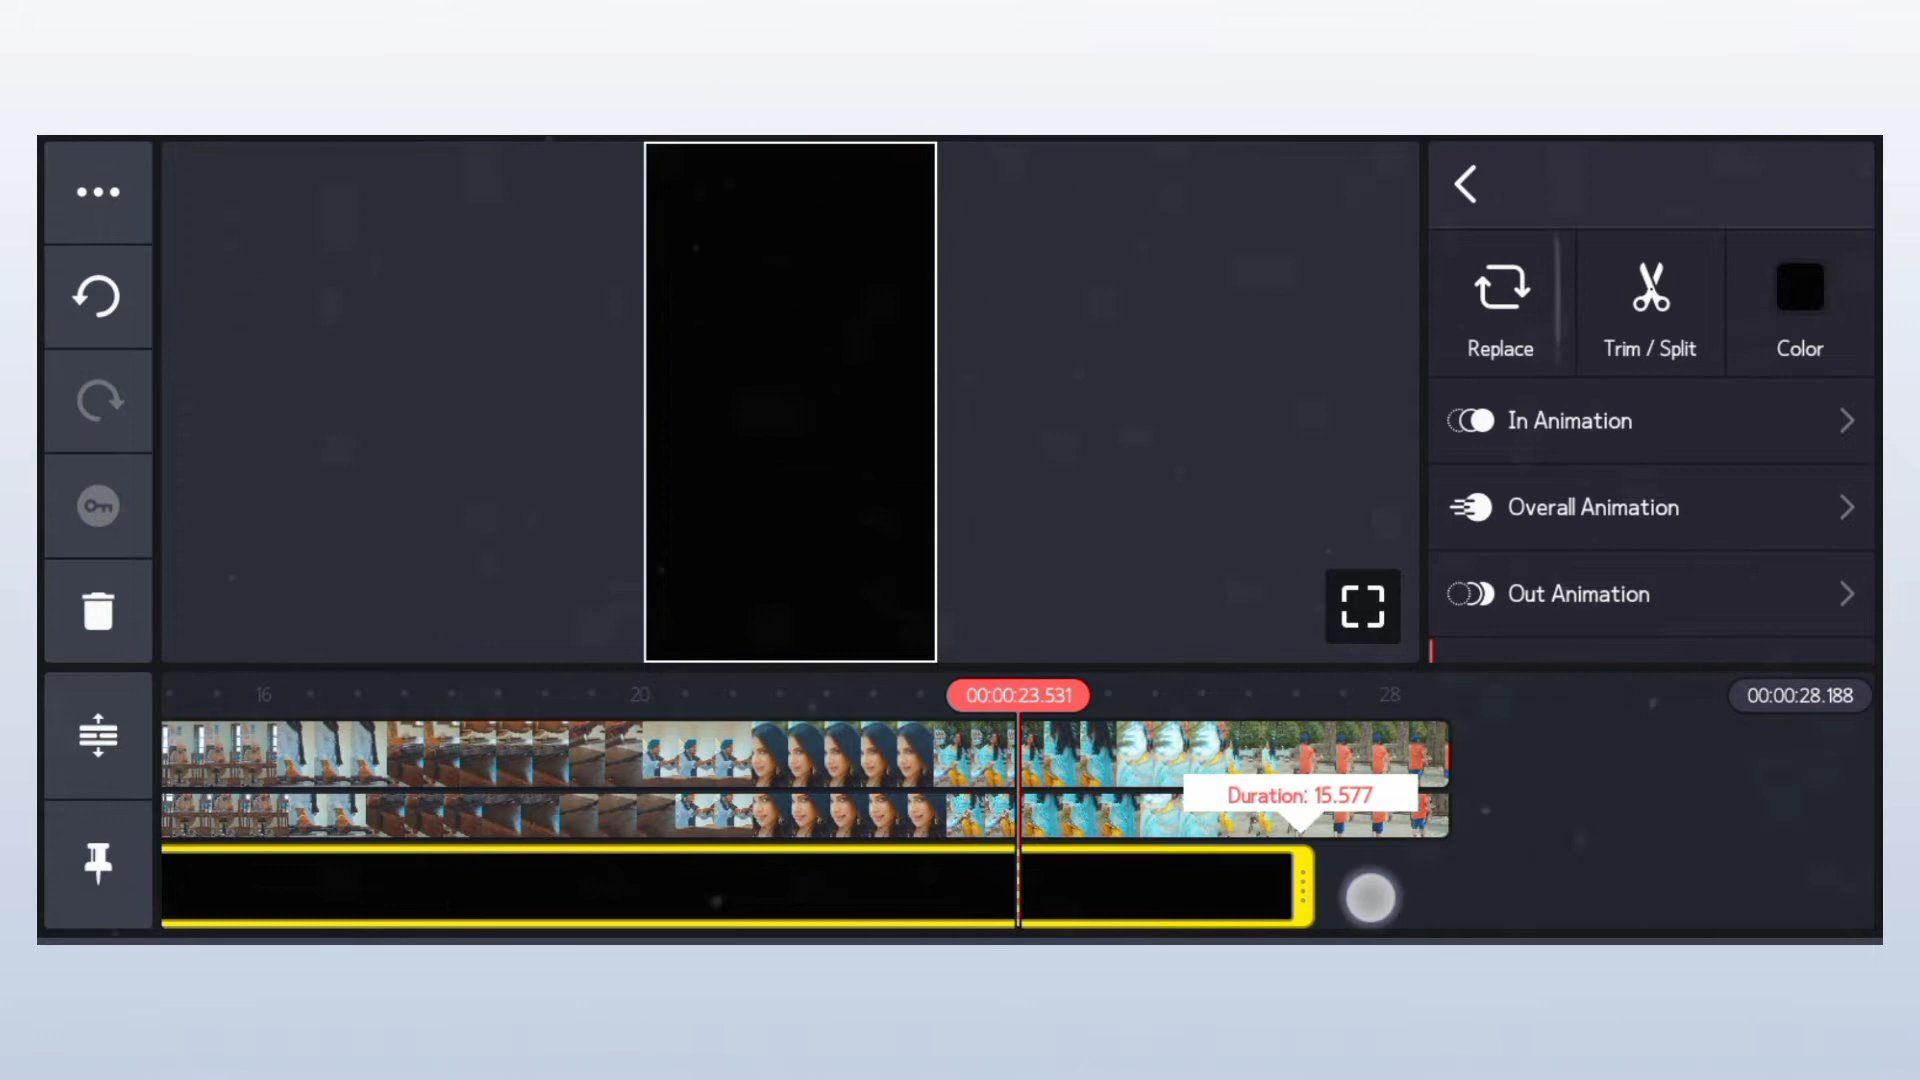 Replace
Trim / Split
Color
In Animation
Overall Animation
Out Animation
16
20
00:00:23.531
28
00:00:28.188
Duration: 15.577